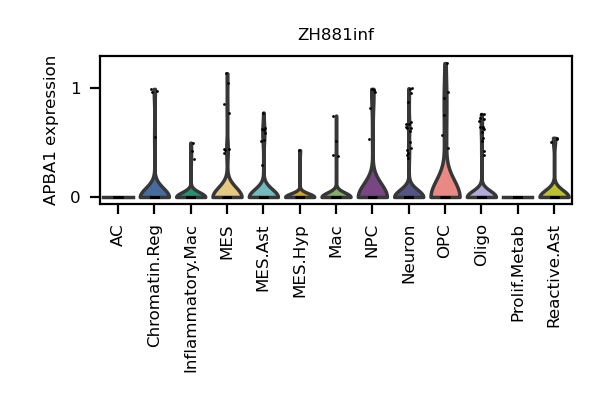 ZH881inf
APBA1 expression
1
0
AC
Chromatin.Reg
Inflammatory.Mac
MES
MES.Ast
MES.Hyp
Mac
NPC
Neuron
OPC
Oligo
Prolif.Metab
Reactive.Ast